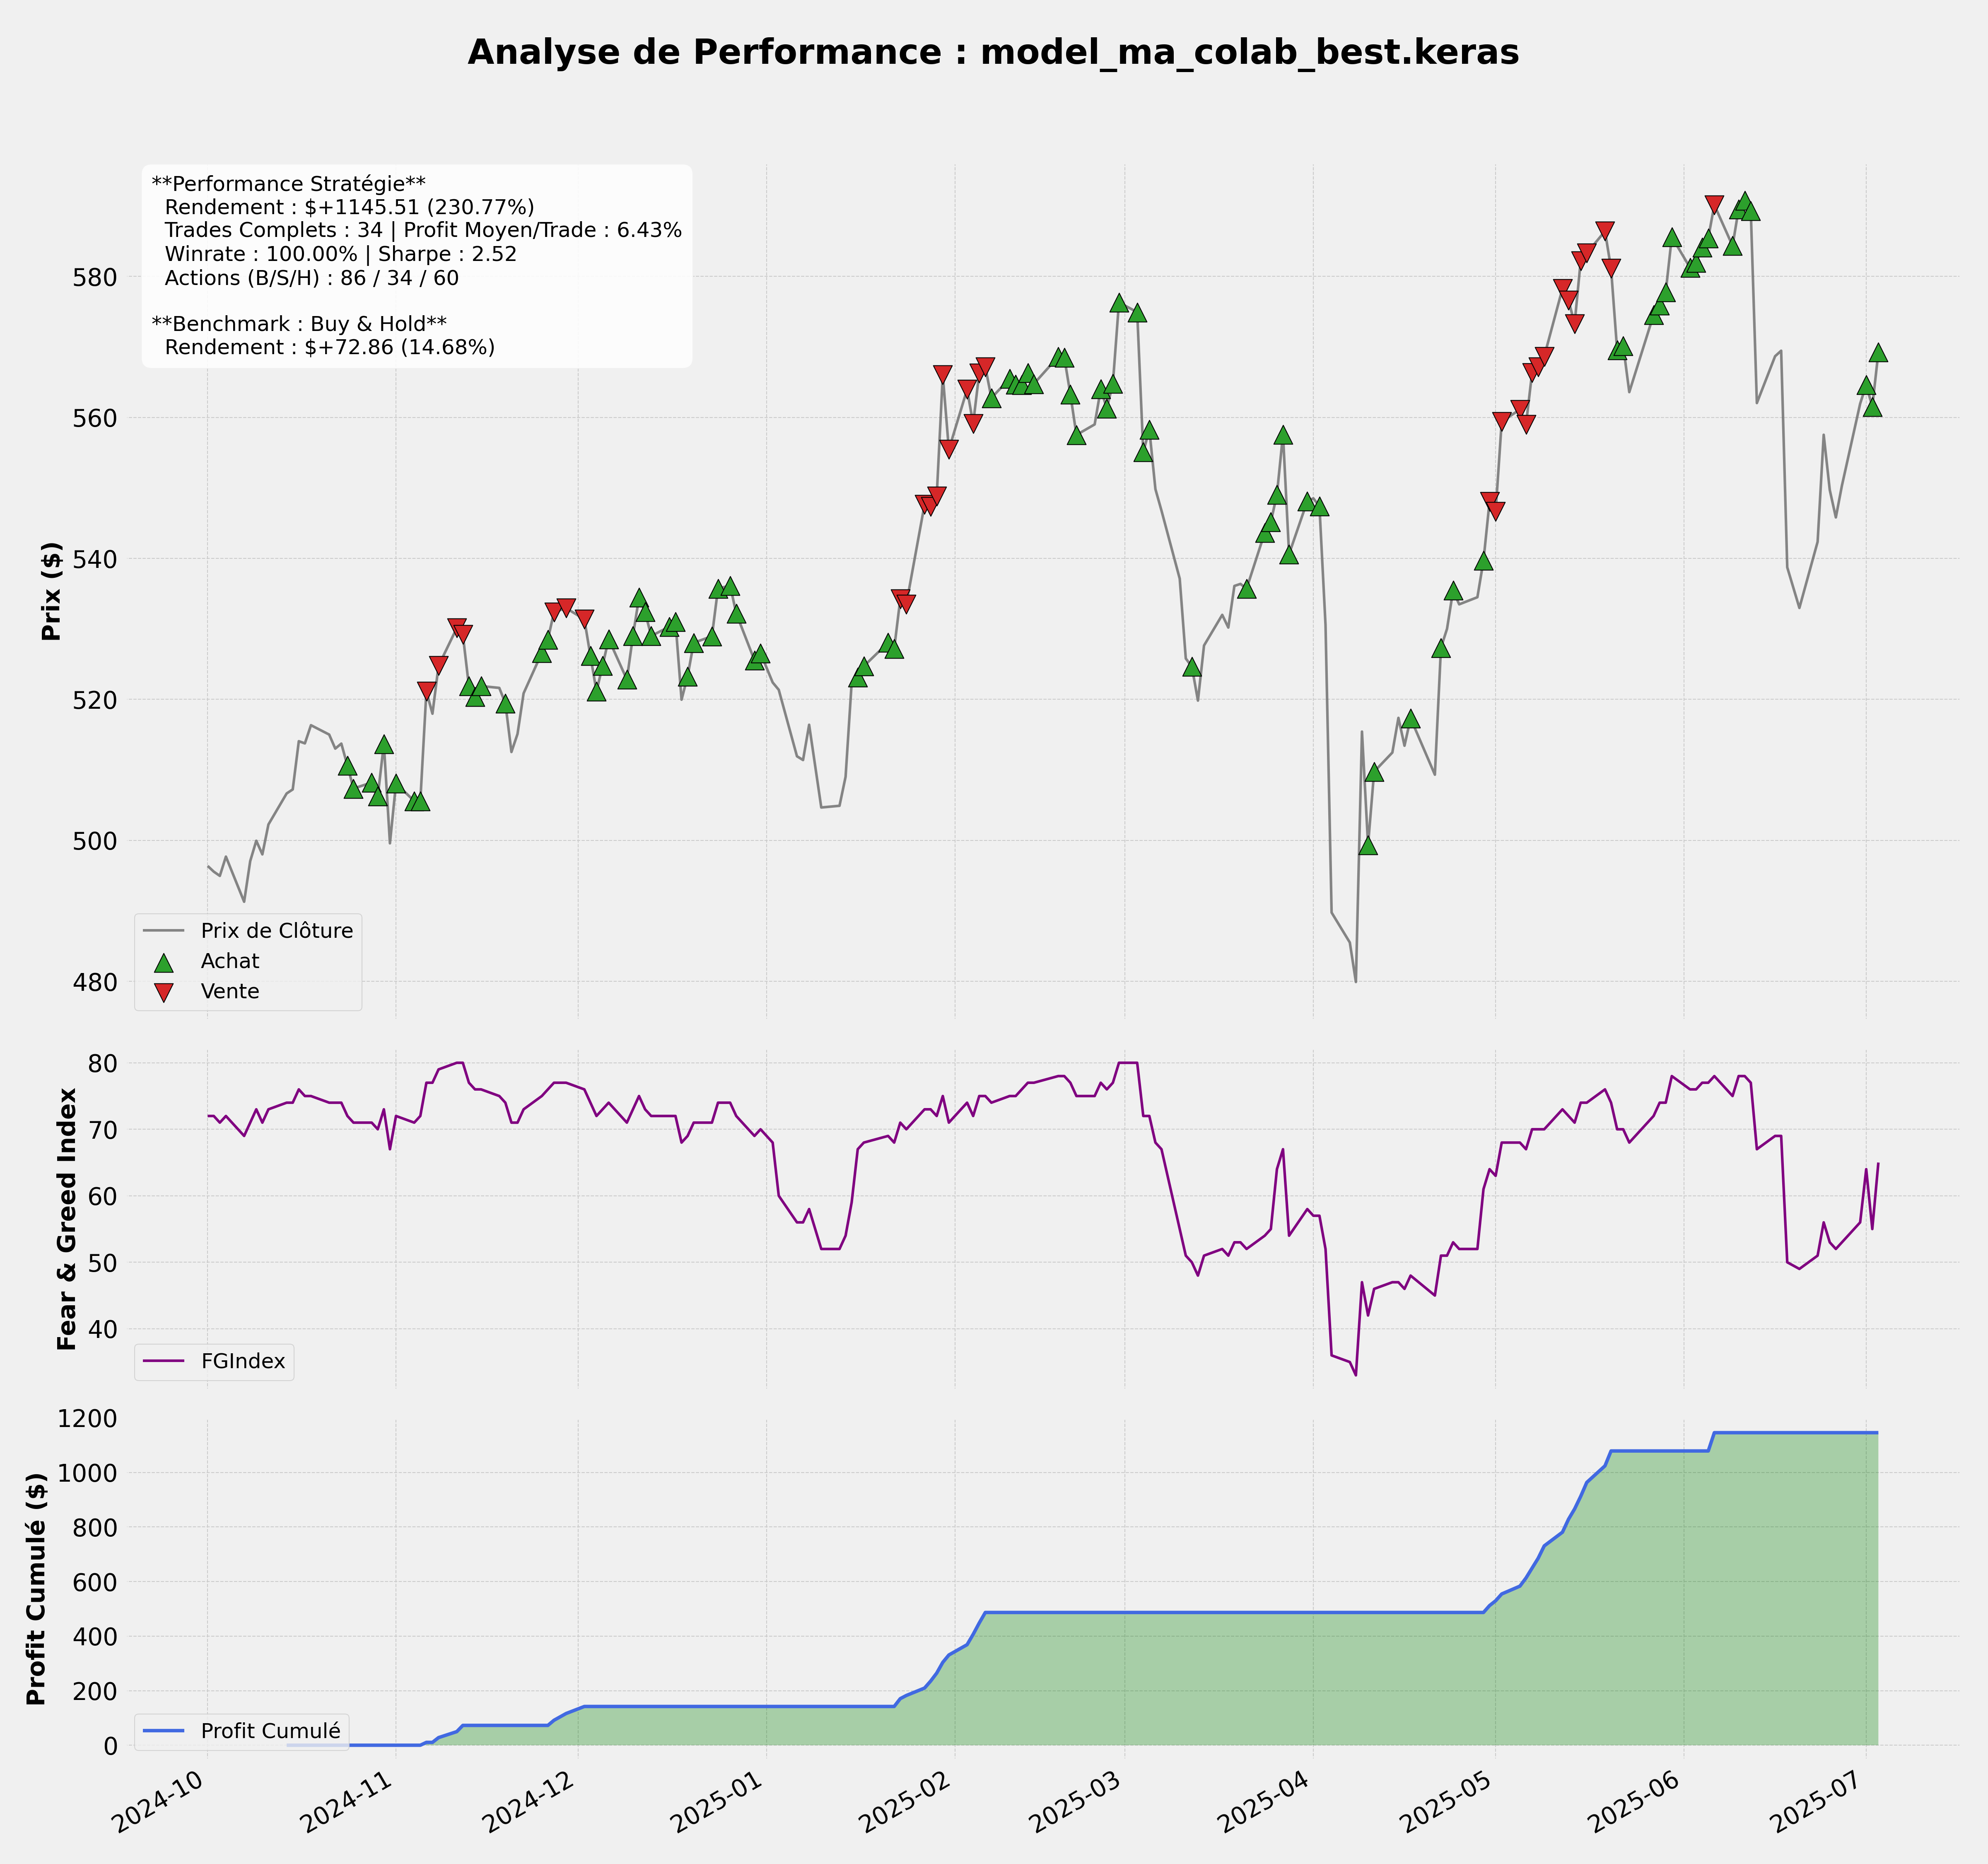 Analyse de Performance : model_ma_colab_best.keras
**Performance Stratégie**
Rendement : $+1145.51 (230.77%)
Trades Complets : 34 | Profit Moyen/Trade : 6.43%
Winrate : 100.00% | Sharpe : 2.52
Actions (B/S/H) : 86 / 34 / 60
**Benchmark : Buy & Hold**
Rendement : $+72.86 (14.68%)
Prix ($)
580
560
540
520
500
480
Prix de Clôture
Achat
Vente
Fear & Greed Index
80
70
60
50
40
FGIndex
Profit Cumulé ($)
1200
1000
800
600
400
200
0
Profit Cumulé
2024-10
2024-11
2024-12
2025-01
2025-02
2025-03
2025-04
2025-05
2025-06
2025-07